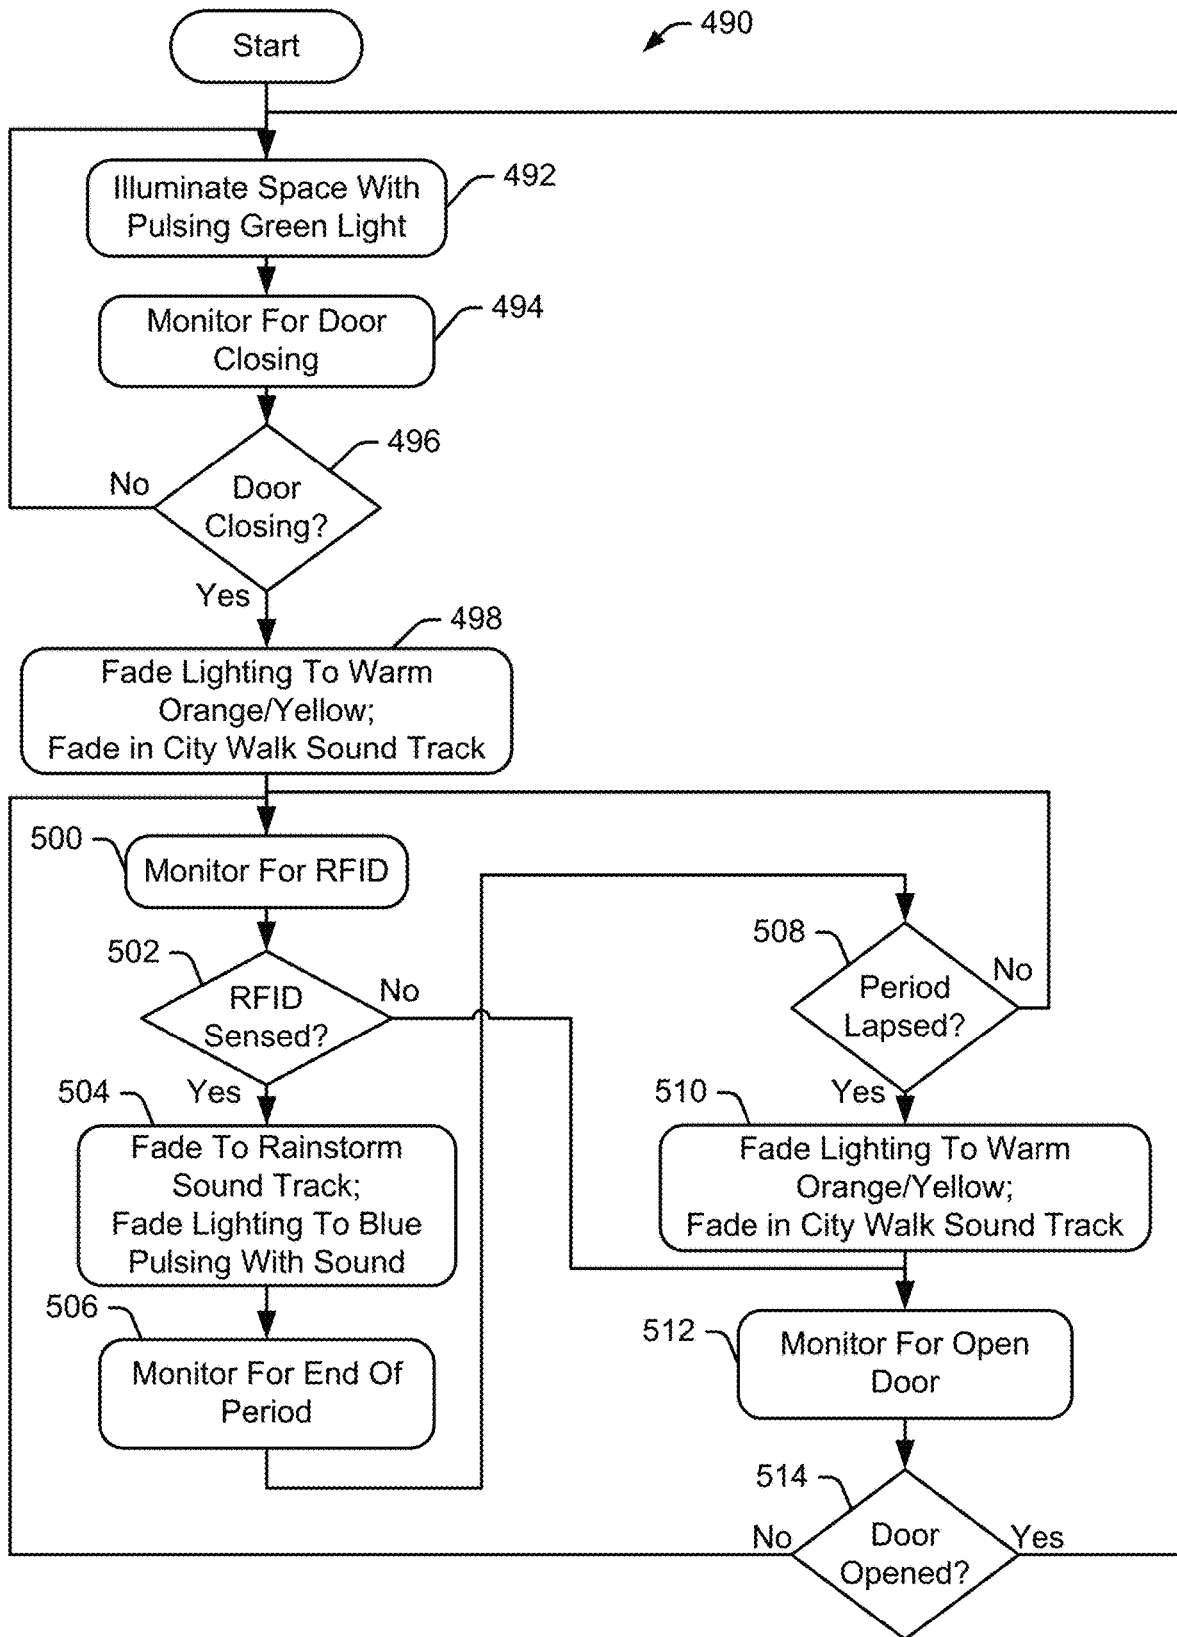 Start
490
Illuminate Space With
Pulsing Green Light
492
Monitor For Door
Closing
494
496
Door
Closing?
No
Yes
498
Fade Lighting To Warm
Orange/Yellow;
Fade in City Walk Sound Track
500
Monitor For RFID
502
RFID
Sensed?
No
Yes
504
Fade To Rainstorm
Sound Track;
Fade Lighting To Blue
Pulsing With Sound
506
Monitor For End Of
Period
508
Period
Lapsed?
No
Yes
510
Fade Lighting To Warm
Orange/Yellow;
Fade in City Walk Sound Track
512
Monitor For Open
Door
514
Door
Opened?
No
Yes